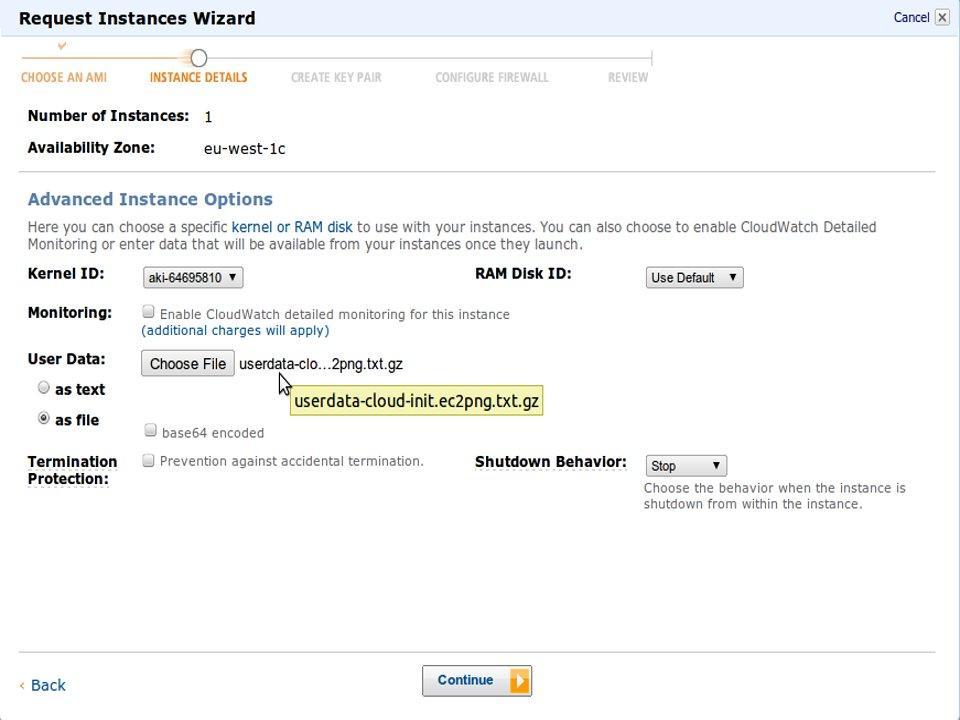 Request Instances Wizard
Cancel
CHOOSE AN AMI INSTANCE DETAILS CREATE KEY PAIR CONFIGURE FIREWALL REVIEW
Number of Instances: 1
Availability Zone: eu-west-1c
Advanced Instance Options
Here you can choose a specific kernel or RAM disk to use with your instances. You can also choose to enable CloudWatch Detailed
Monitoring or enter data that will be available from your instances once they launch.
Kernel ID: aki-64695810 RAM Disk ID: Use Default
Monitoring: Enable CloudWatch detailed monitoring for this instance
(additional charges will apply)
User Data: Choose File userdata-clo...2png.txt.gz
as text
userdata-cloud-init.ec2png.txt.gz
as file
base64 encoded
Termination Protection: Prevention against accidental termination. Shutdown Behavior: Stop
Choose the behavior when the instance is
shutdown from within the instance.
Back Continue